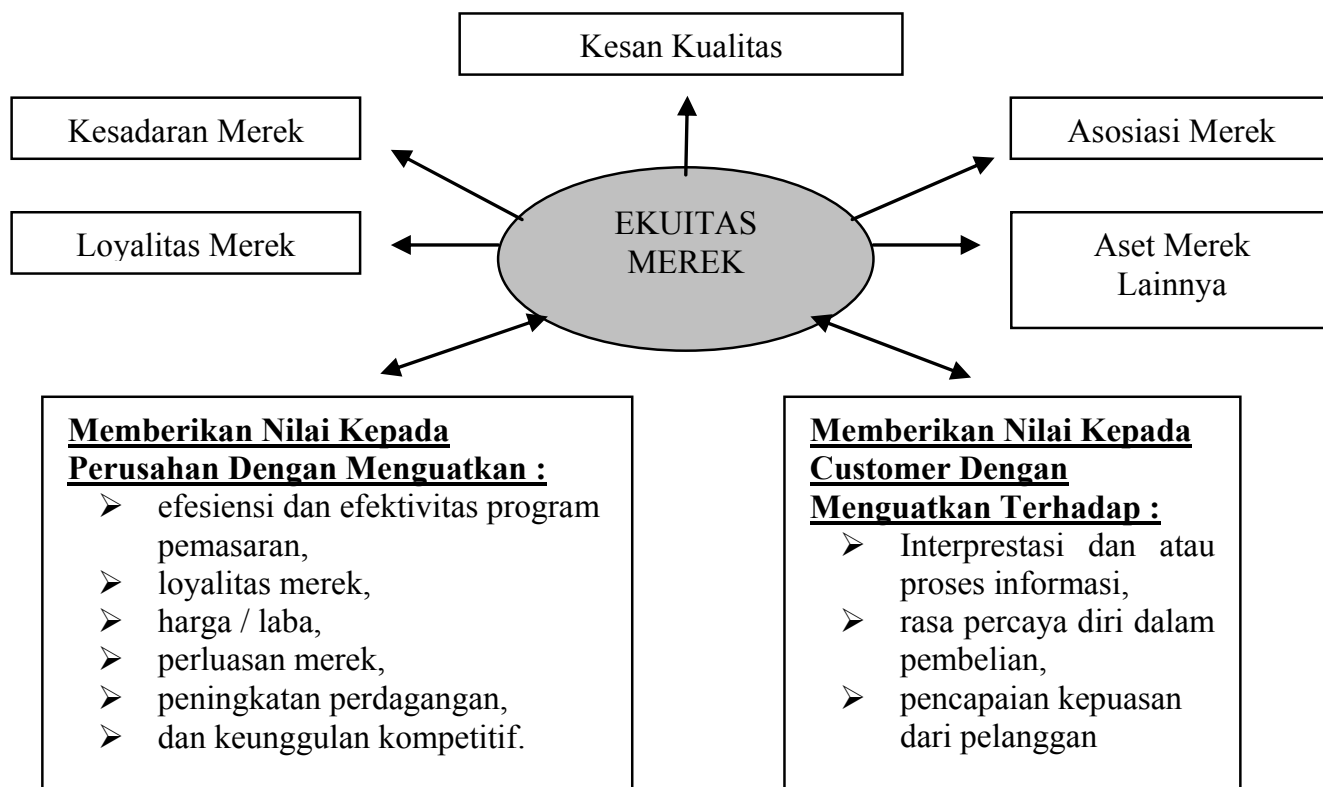 Kesan Kualitas
Kesadaran Merek
Asosiasi Merek
Loyalitas Merek
EKUITAS
MEREK
Aset Merek
Lainnya
Memberikan Nilai Kepada
Perusahan Dengan Menguatkan :
➢ efesiensi dan efektivitas program
pemasaran,
➢ loyalitas merek,
➢ harga / laba,
➢ perluasan merek,
➢ peningkatan perdagangan,
➢ dan keunggulan kompetitif.
Memberikan Nilai Kepada
Customer Dengan
Menguatkan Terhadap :
➢ Interprestasi dan atau
proses informasi,
➢ rasa percaya diri dalam
pembelian,
➢ pencapaian kepuasan
dari pelanggan